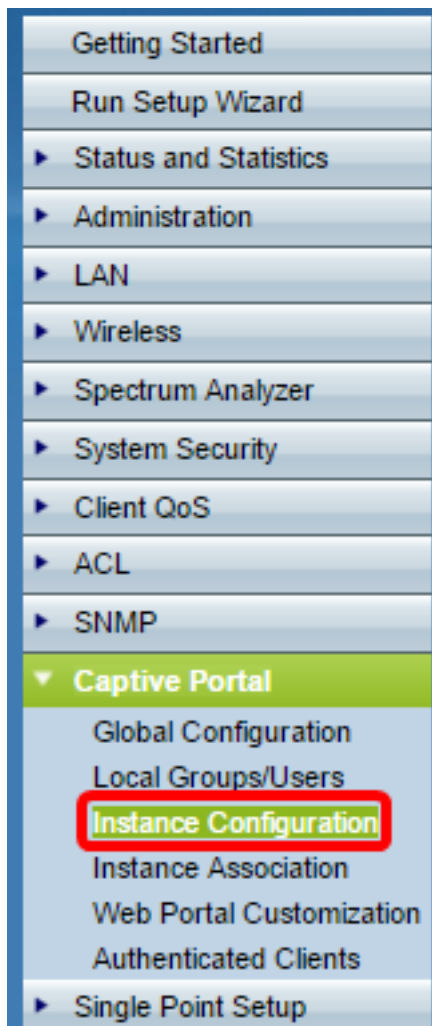 Getting Started
Run Setup Wizard
Status and Statistics
Administration
LAN
Wireless
Spectrum Analyzer
System Security
Client QoS
ACL
SNMP
Captive Portal
Global Configuration
Local Groups/Users
Instance Configuration
Instance Association
Web Portal Customization
Authenticated Clients
Single Point Setup